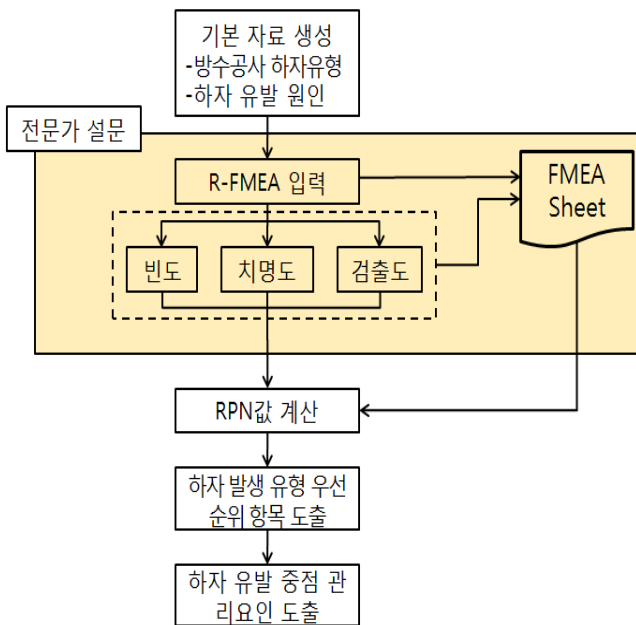 기본 자료 생성
-방수공사 하자유형
-하자 유발 원인
전문가 설문
R-FMEA 입력
FMEA
Sheet
빈도
치명도
검출도
RPN값 계산
하자 발생 유형 우선
순위 항목 도출
하자 유발 중점 관
리요인 도출